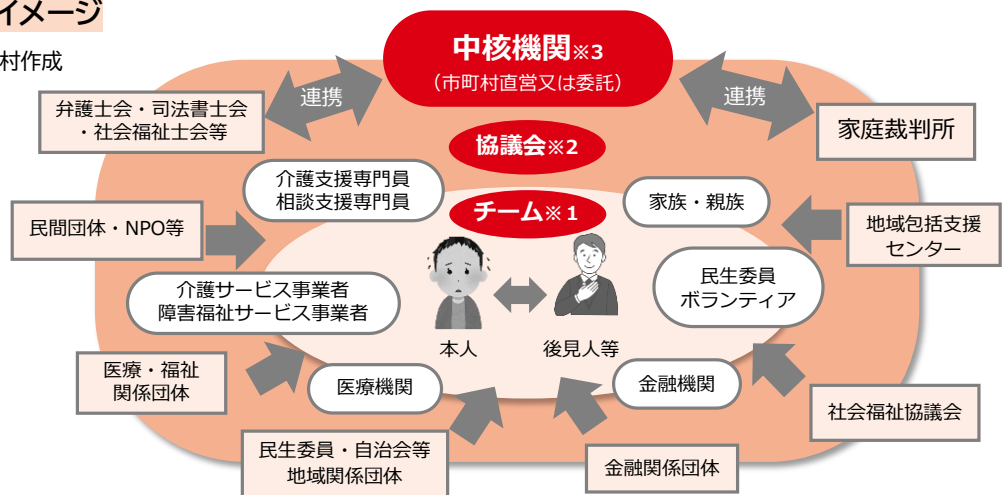 イメージ
村作成
中核機関※3
(市町村直営又は委託)
連携
連携
弁護士会・司法書士会
・社会福祉士会等
家庭裁判所
協議会※2
介護支援専門員
相談支援専門員
チーム※1
家族・親族
民間団体・NPO等
地域包括支援
センター
介護サービス事業者
障害福祉サービス事業者
民生委員
ボランティア
本人
後見人等
医療・福祉
関係団体
医療機関
金融機関
社会福祉協議会
民生委員・自治会等
地域関係団体
金融関係団体